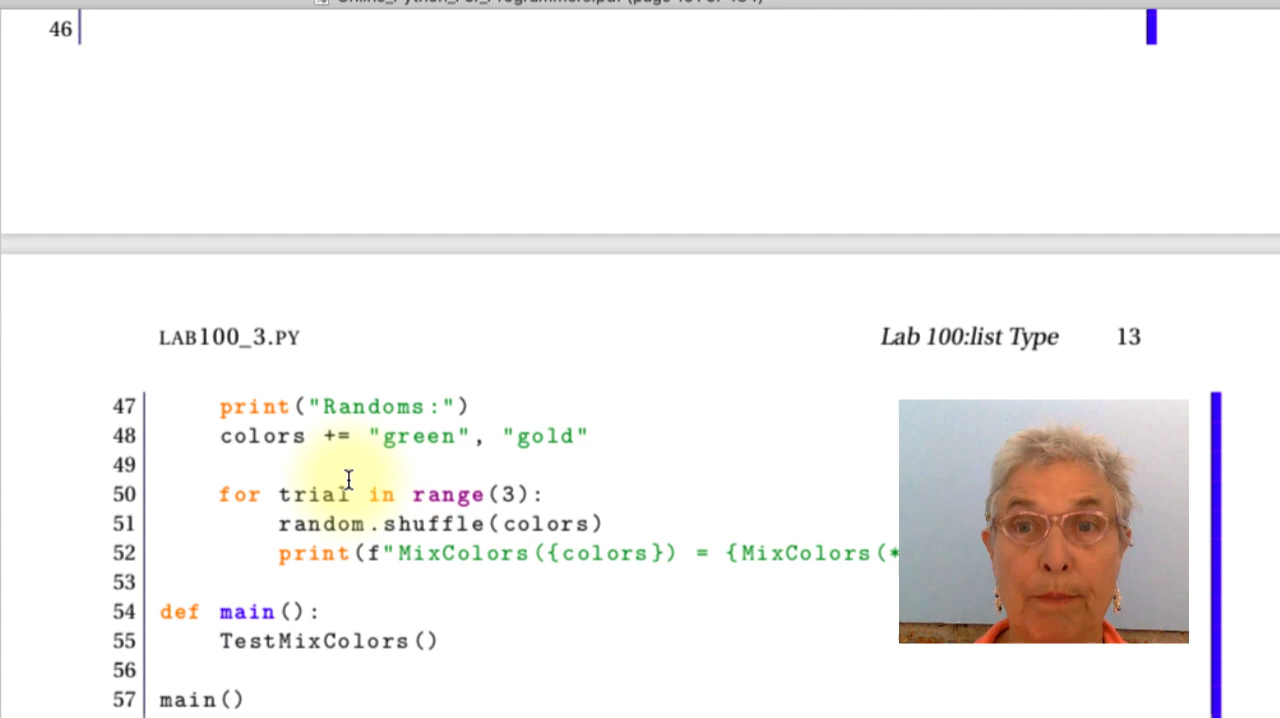 46
LAB100_3.PY Lab 100:list Type 13
47 print("Randoms:")
48 colors += "green", "gold"
49
50 for trial in range(3):
51 random.shuffle(colors)
52 print(f"MixColors({colors}) = {MixColors(*
53
54 def main():
55 TestMixColors()
56
57 main()